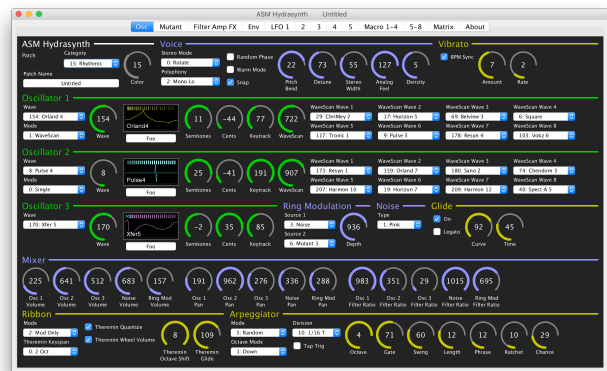 ASM Hydrasynth Untitled
Osc Mutant Filter Amp FX Env LFO 1 2 3 4 5 Macro 1-4 5-8 Matrix About
ASM Hydrasynth
Patch
Category
15: Rhythmic
Patch Name
Untitled
15
Color
Voice
Stereo Mode
0: Rotate
Polyphony
2: Mono Lo
Random Phase
Warm Mode
Snap
22 73 55 127 5
Pitch Bend Detune Stereo Width Analog Feel Density
Vibrato
BPM Sync
7 2
Amount Rate
Oscillator 1
Wave
154: Orland 4
Mode
1: WaveScan
154
Wave
Orland4
Foo
11 -44 77 722
Semitones Cents Keytrack WaveScan
WaveScan Wave 1 WaveScan Wave 2 WaveScan Wave 3 WaveScan Wave 4
29: ChriMey 2 17: Horizon 5 69: Belview 3 6: Square
WaveScan Wave 5 WaveScan Wave 6 WaveScan Wave 7 WaveScan Wave 8
117: Tronic 1 9: Pulse 3 178: Resyn 4 103: Vokz 6
Oscillator 2
Wave
8: Pulse 4
Mode
0: Single
8
Wave
Pulse4
Foo
25 -41 191 907
Semitones Cents Keytrack WaveScan
WaveScan Wave 1 WaveScan Wave 2 WaveScan Wave 3 WaveScan Wave 4
173: Resyn 1 159: Orland 7 180: Sano 2 74: Chendom 3
WaveScan Wave 5 WaveScan Wave 6 WaveScan Wave 7 WaveScan Wave 8
207: Harmon 10 19: Horizon 7 209: Harmon 12 40: Spect A 5
Oscillator 3
Wave
170: Xfer 5
170
Wave
Xfer5
Foo
-2 35 85
Semitones Cents Keytrack
Ring Modulation
Source 1
3: Noise
Source 2
6: Mutant 3
936
Depth
Noise
Type
1: Pink
Glide
On
Legato
92 45
Curve Time
Mixer
225 641 512 683 157 191 962 276 336 288 983 351 29 1015 695
Osc 1 Volume Osc 2 Volume Osc 3 Volume Noise Volume Ring Mod Volume Osc 1 Pan Osc 2 Pan Osc 3 Pan Noise Pan Ring Mod Pan Osc 1 Filter Ratio Osc 2 Filter Ratio Osc 3 Filter Ratio Noise Filter Ratio Ring Mod Filter Ratio
Ribbon
Mode
2: Mod Only
Theremin Keyspan
0: 2 Oct
Theremin Quantize
Theremin Wheel Volume
8 109
Theremin Octave Shift Theremin Glide
Arpeggiator
Mode
5: Random
Octave Mode
1: Down
Division
10: 1/16 T
Tap Trig
4 71 60 12 12 10 29
Octave Gate Swing Length Phrase Ratchet Chance